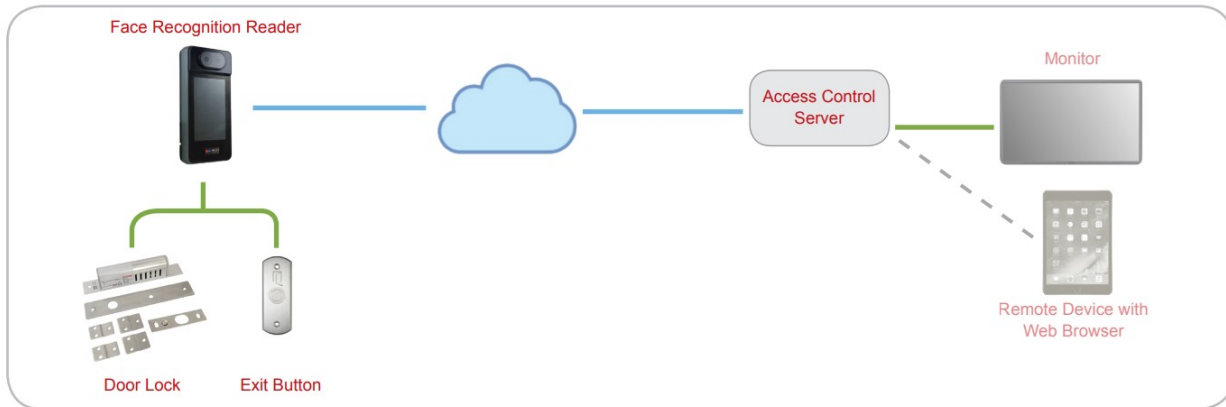 Face Recognition Reader
Monitor
Access Control
Server
Remote Device with
Web Browser
Door Lock
Exit Button